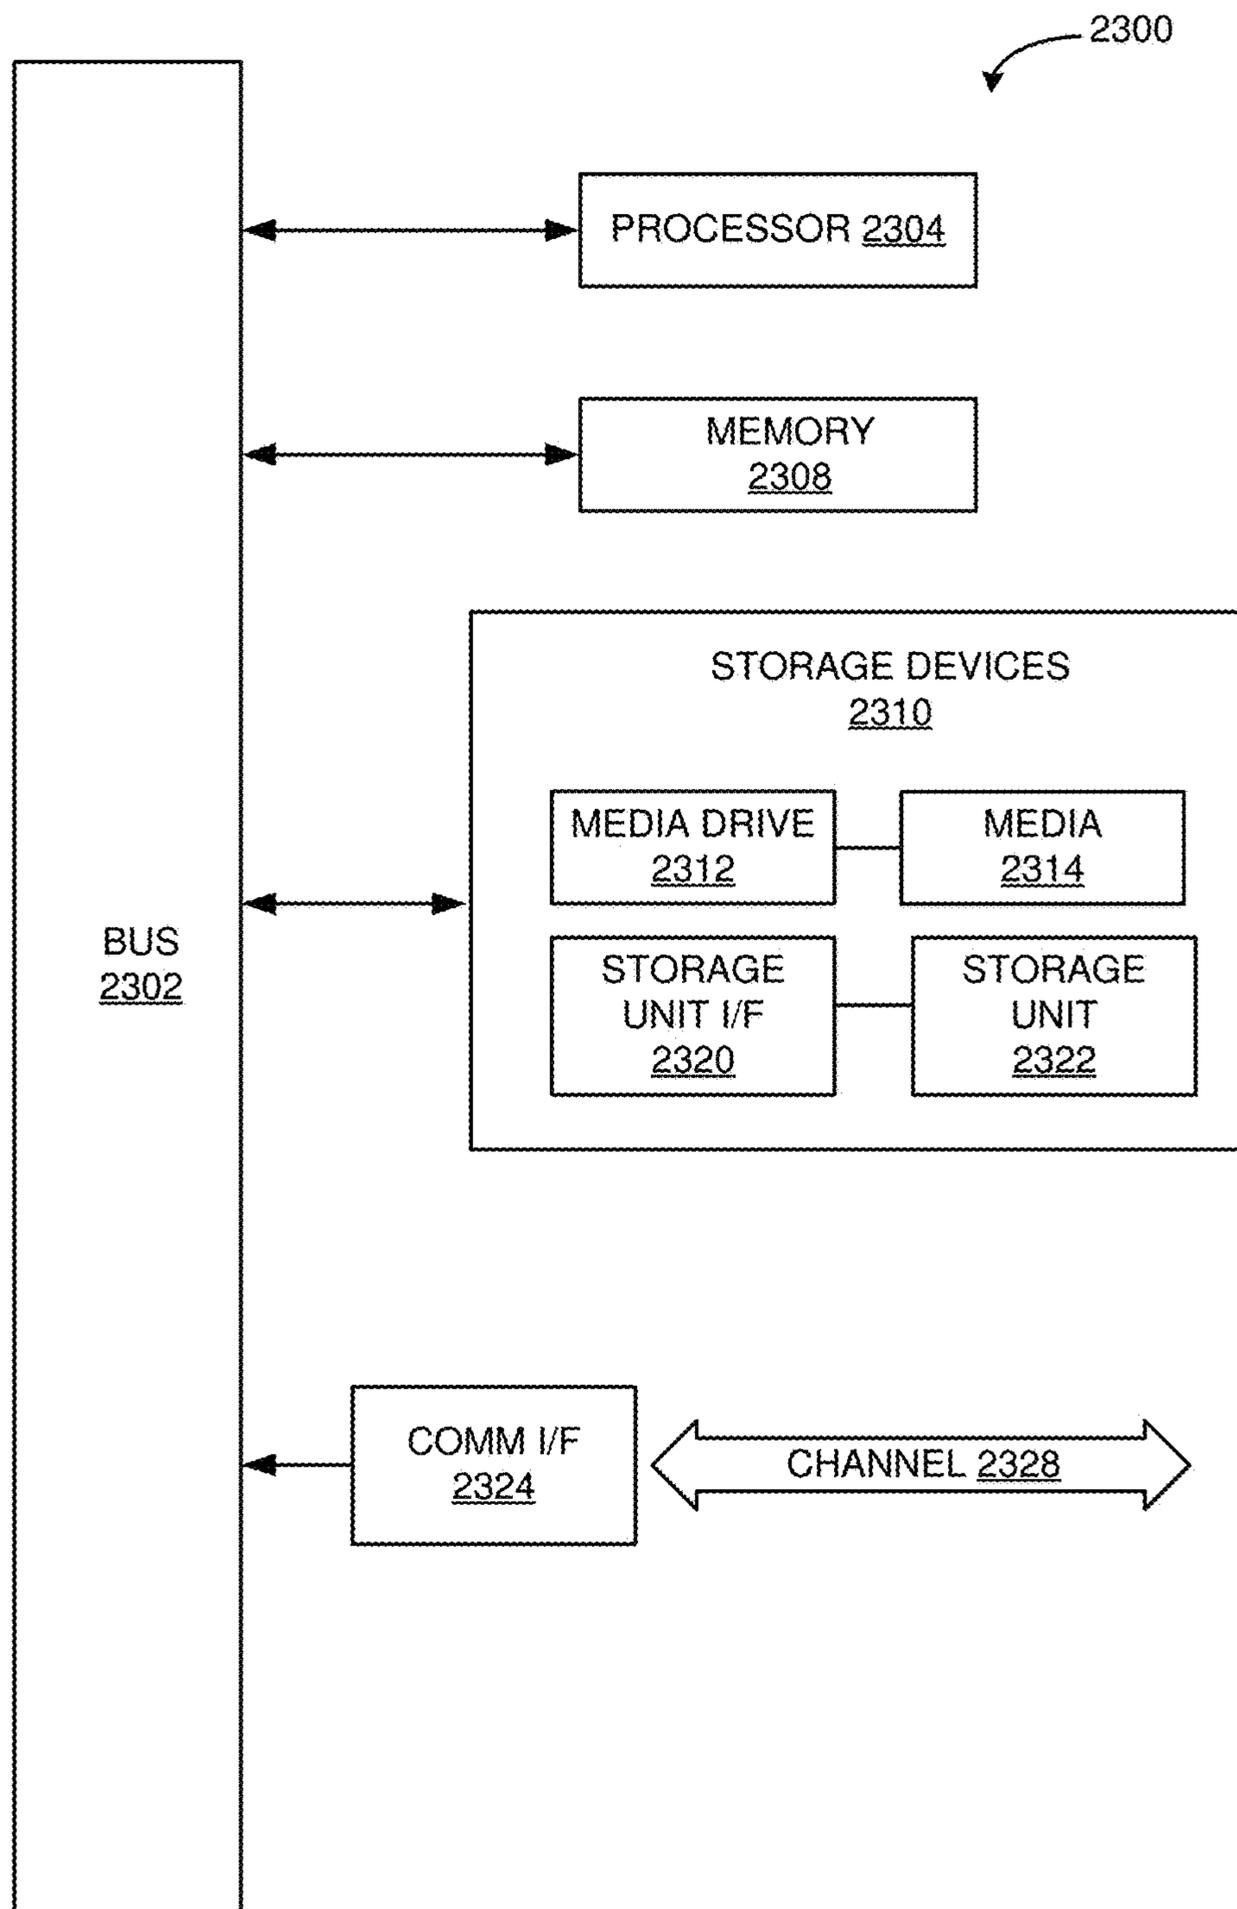 2300
PROCESSOR 2304
MEMORY
2308
STORAGE DEVICES
2310
MEDIA DRIVE
2312
MEDIA
2314
BUS
2302
STORAGE
UNIT I/F
2320
STORAGE
UNIT
2322
COMM I/F
2324
CHANNEL 2328